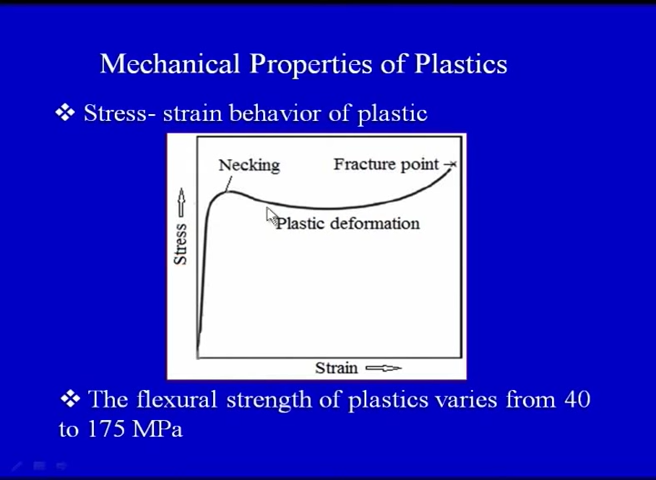 Mechanical Properties of Plastics
❖ Stress- strain behavior of plastic
Necking
Fracture point
Plastic deformation
Stress
Strain
❖ The flexural strength of plastics varies from 40
to 175 MPa